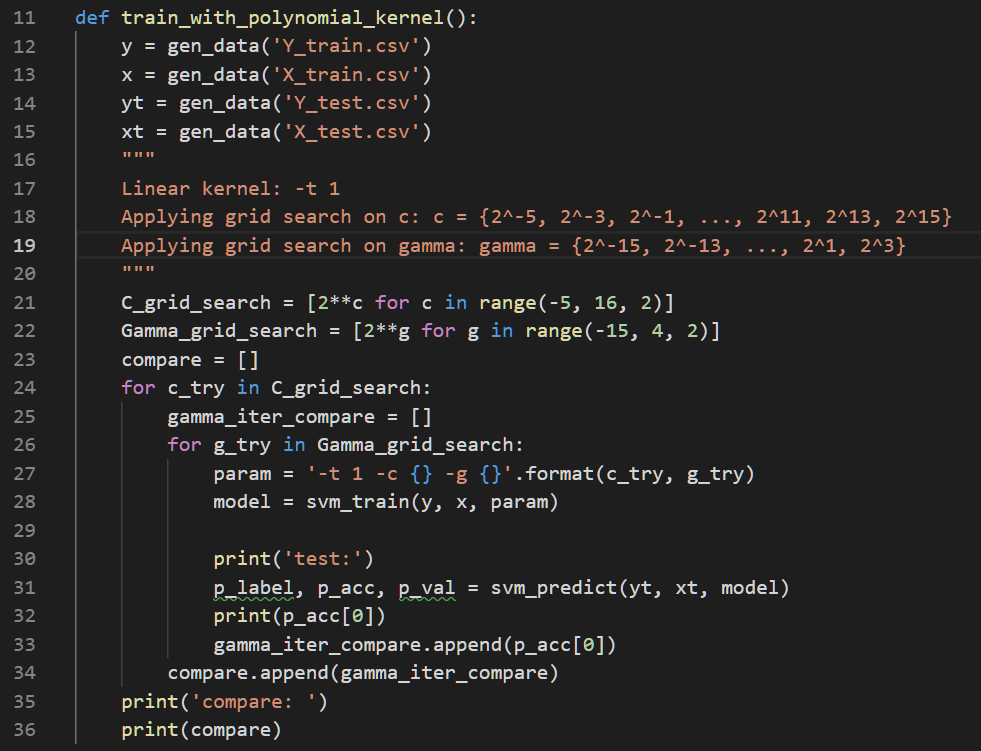 11 def train_with_polynomial_kernel():
12     y = gen_data('Y_train.csv')
13     x = gen_data('X_train.csv')
14     yt = gen_data('Y_test.csv')
15     xt = gen_data('X_test.csv')
16     """
17     Linear kernel: -t 1
18     Applying grid search on c: c = {2^-5, 2^-3, 2^-1, ..., 2^11, 2^13, 2^15}
19     Applying grid search on gamma: gamma = {2^-15, 2^-13, ..., 2^1, 2^3}
20     """
21     C_grid_search = [2**c for c in range(-5, 16, 2)]
22     Gamma_grid_search = [2**g for g in range(-15, 4, 2)]
23     compare = []
24     for c_try in C_grid_search:
25         gamma_iter_compare = []
26         for g_try in Gamma_grid_search:
27             param = '-t 1 -c {} -g {}'.format(c_try, g_try)
28             model = svm_train(y, x, param)
29
30             print('test:')
31             p_label, p_acc, p_val = svm_predict(yt, xt, model)
32             print(p_acc[0])
33             gamma_iter_compare.append(p_acc[0])
34         compare.append(gamma_iter_compare)
35     print('compare: ')
36     print(compare)